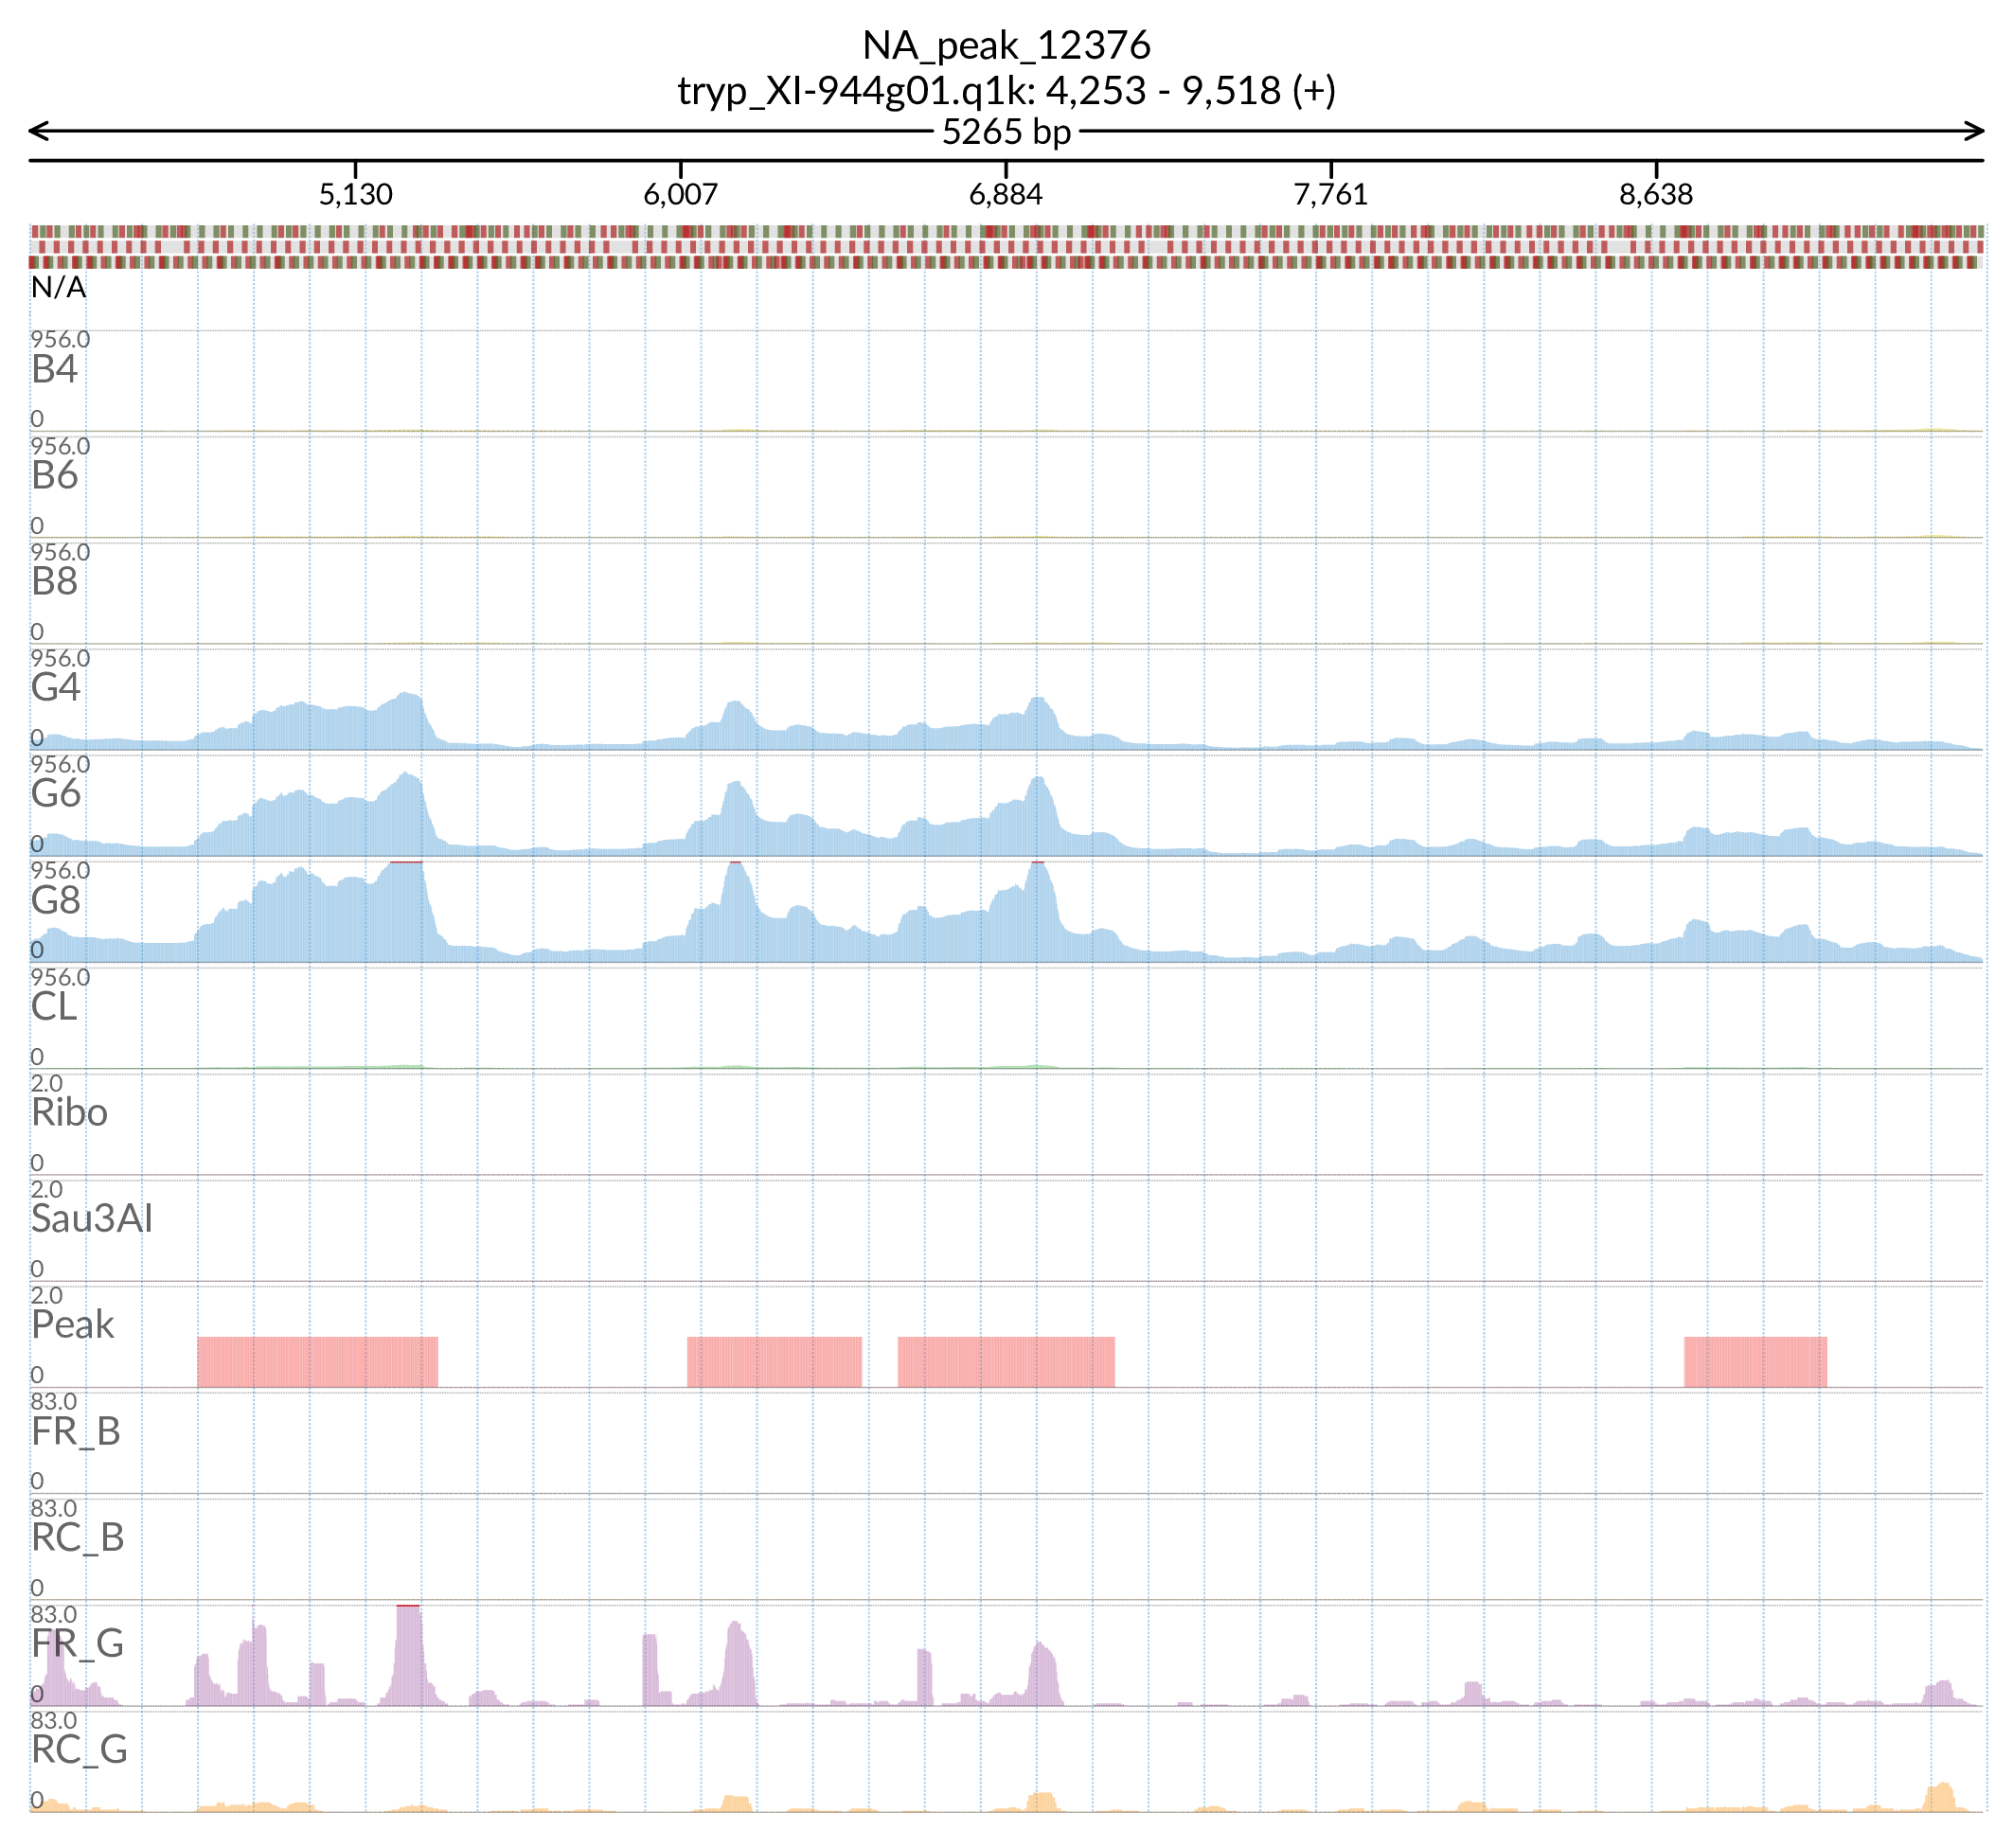 NA_peak_12376
tryp_XI-944g01.q1k: 4,253 - 9,518 (+)
5265 bp
5,130 6,007 6,884 7,761 8,638
N/A
956.0
B4
0
956.0
B6
0
956.0
B8
0
956.0
G4
0
956.0
G6
0
956.0
G8
0
956.0
CL
0
2.0
Ribo
0
2.0
Sau3AI
0
2.0
Peak
0
83.0
FR_B
0
83.0
RC_B
0
83.0
FR_G
0
83.0
RC_G
0